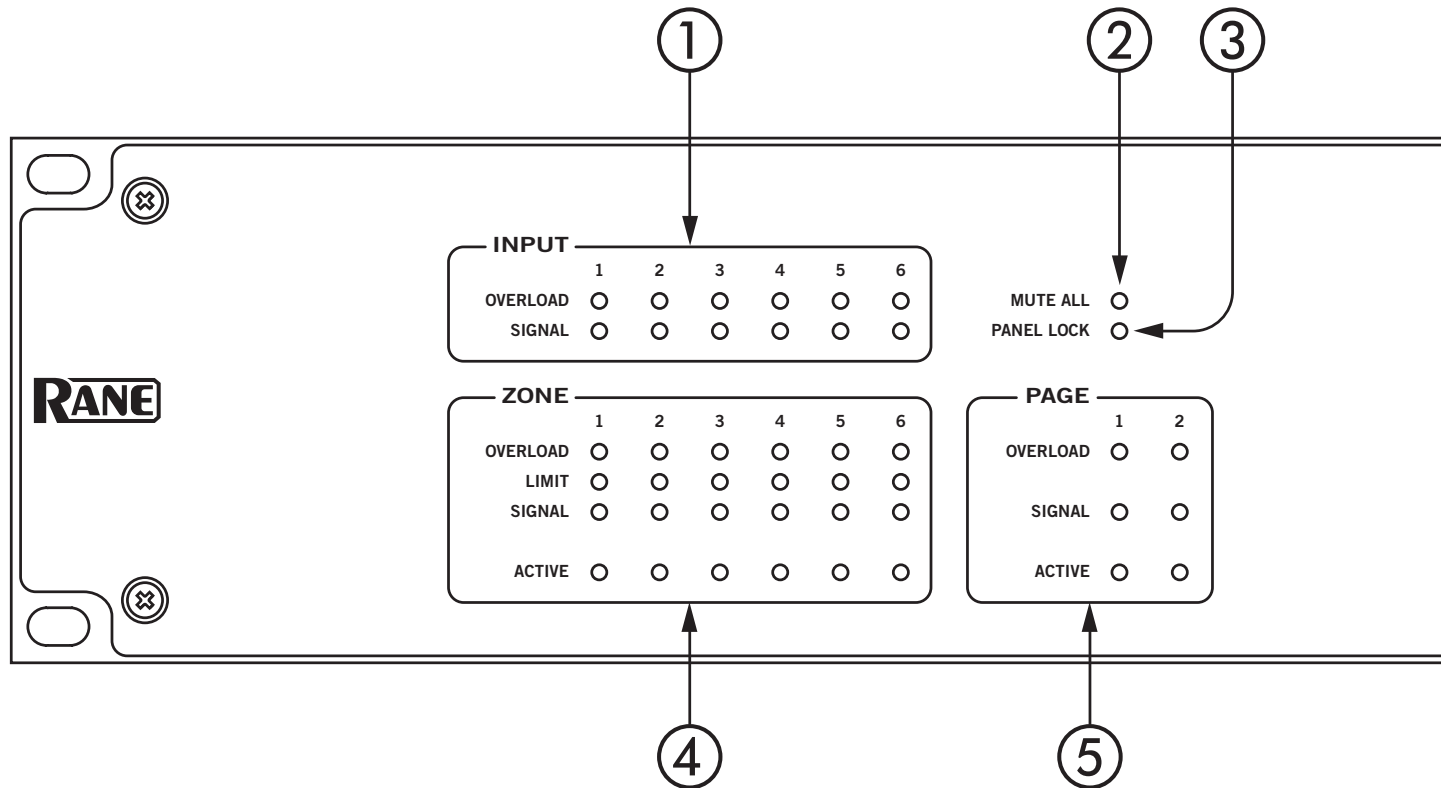 1 2 3
INPUT
1 2 3 4 5 6
OVERLOAD
SIGNAL
MUTE ALL
PANEL LOCK
RANE
ZONE
1 2 3 4 5 6
OVERLOAD
LIMIT
SIGNAL
ACTIVE
PAGE
1 2
OVERLOAD
SIGNAL
ACTIVE
4 5